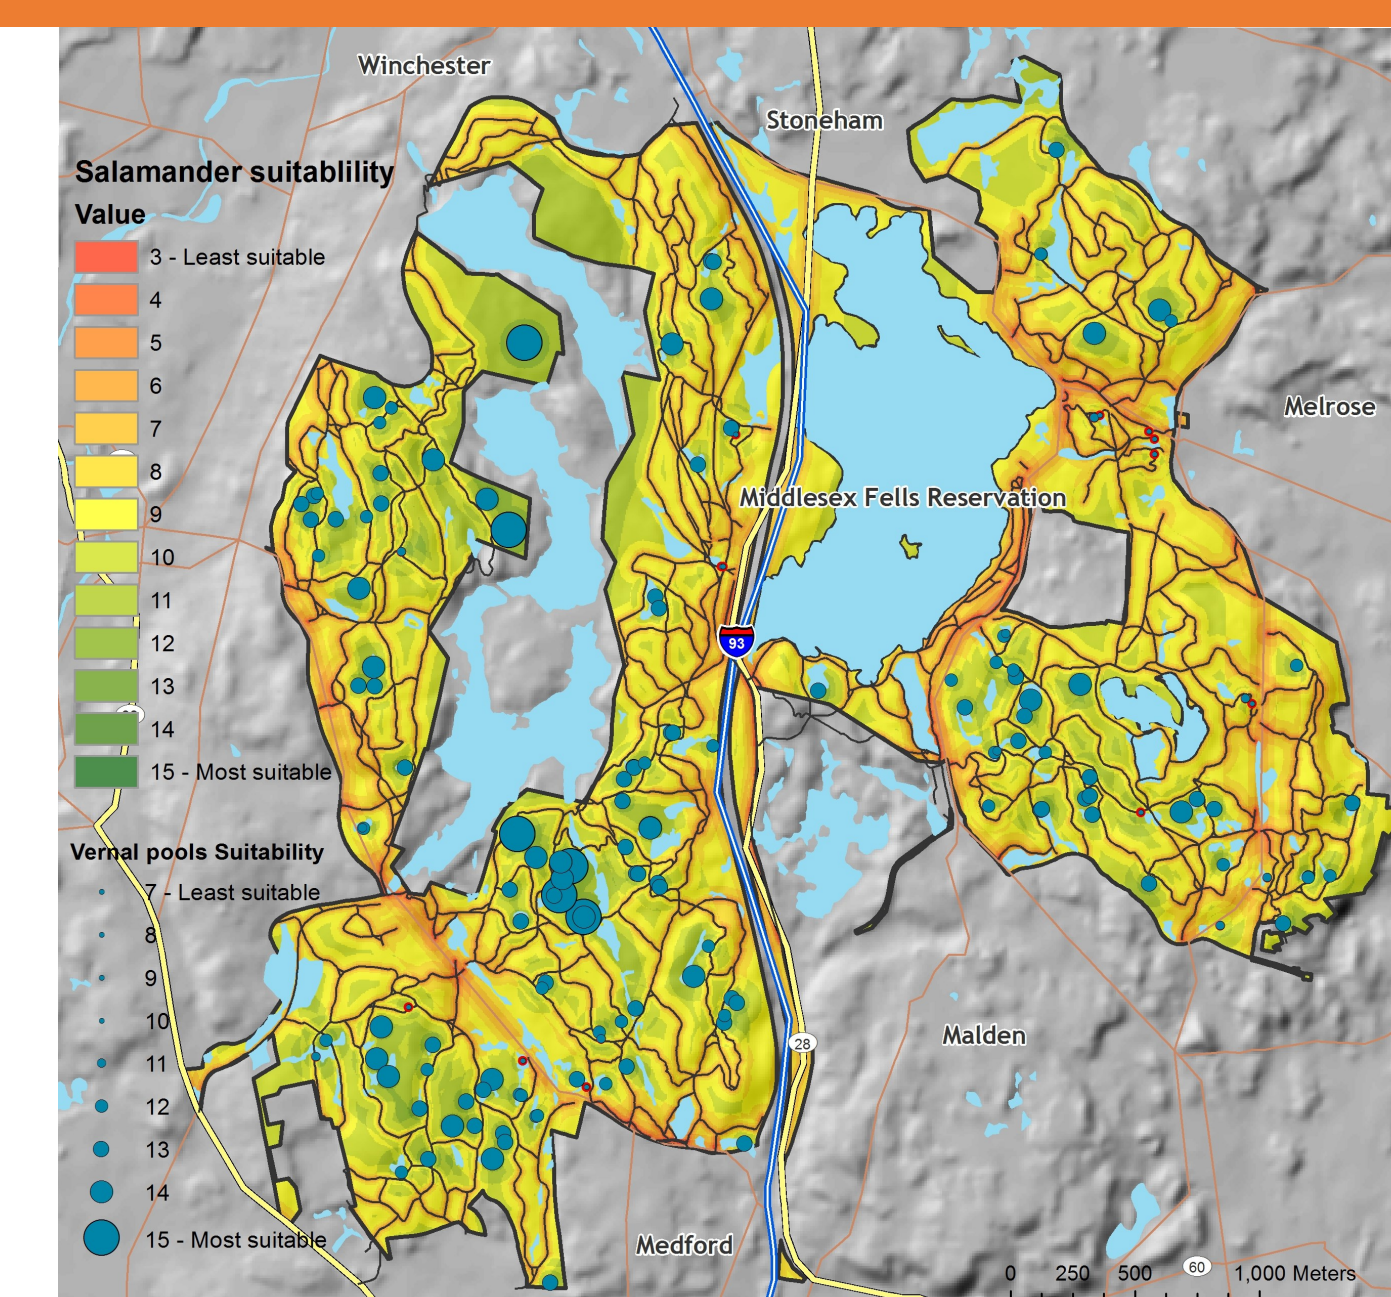 Winchester
Stoneham
Salamander suitablility
Value
3 - Least suitable
4
5
6
7
8
9
10
11
12
13
14
15 - Most suitable
Melrose
Middlesex Fells Reservation
93
Vernal pools Suitability
7 - Least suitable
8
9
10
11
12
13
14
15 - Most suitable
28
Malden
Medford
60
0 250 500 1,000 Meters